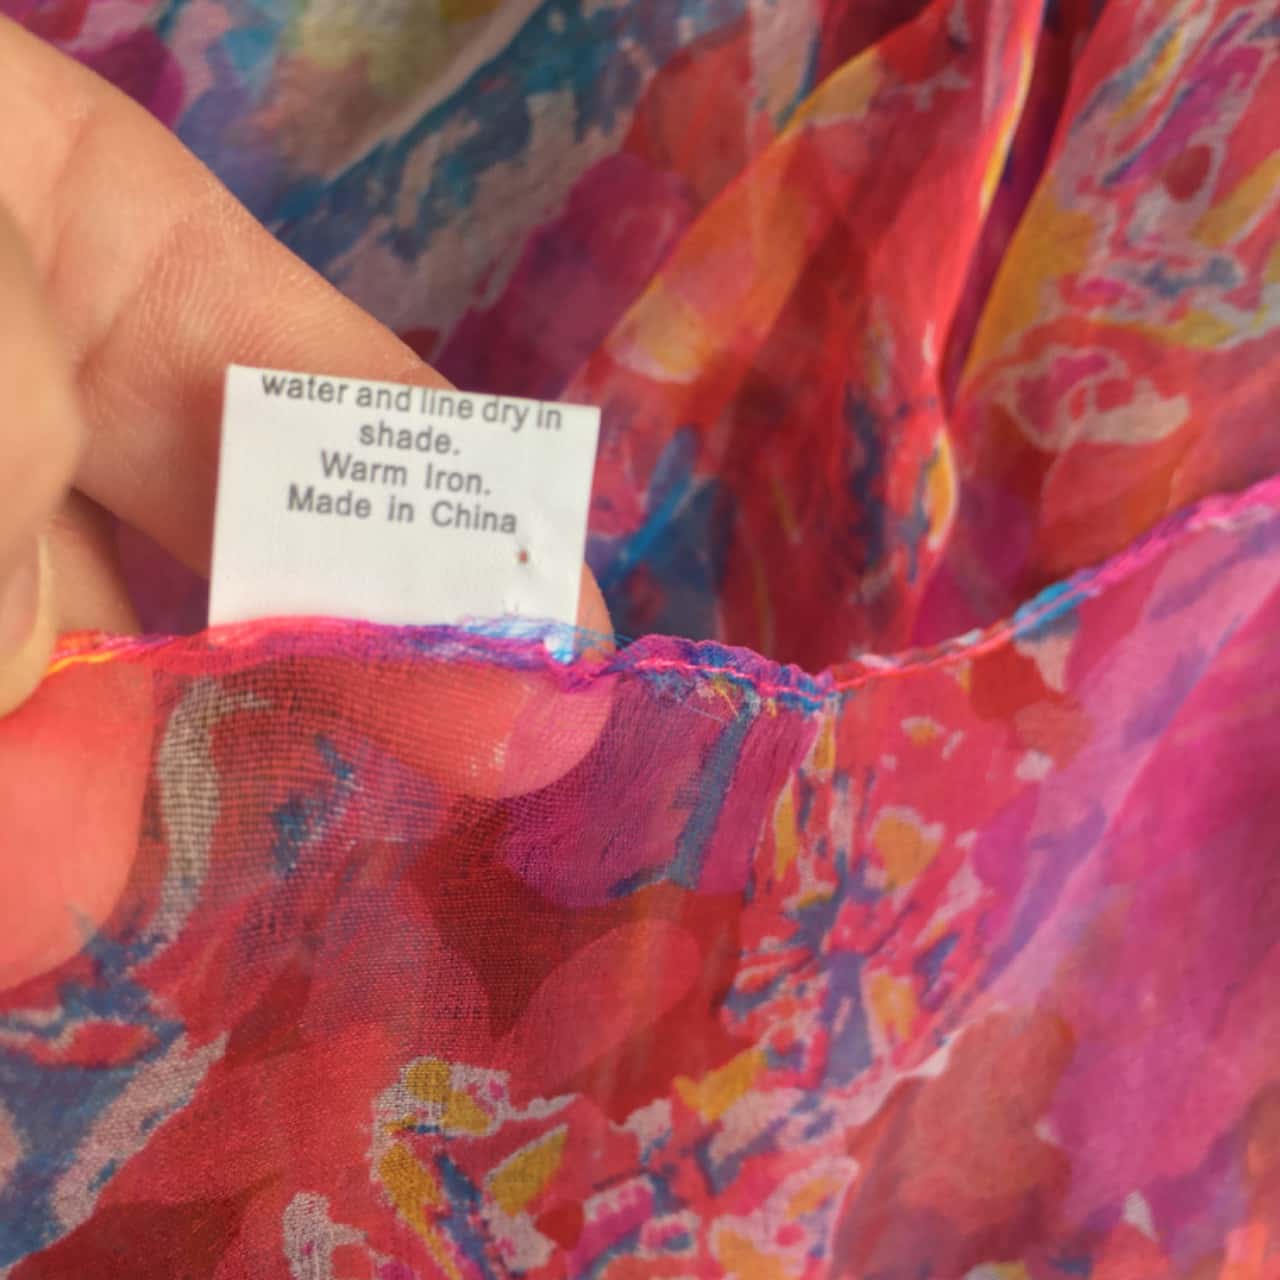 water and line dry in
shade.
Warm Iron.
Made in China